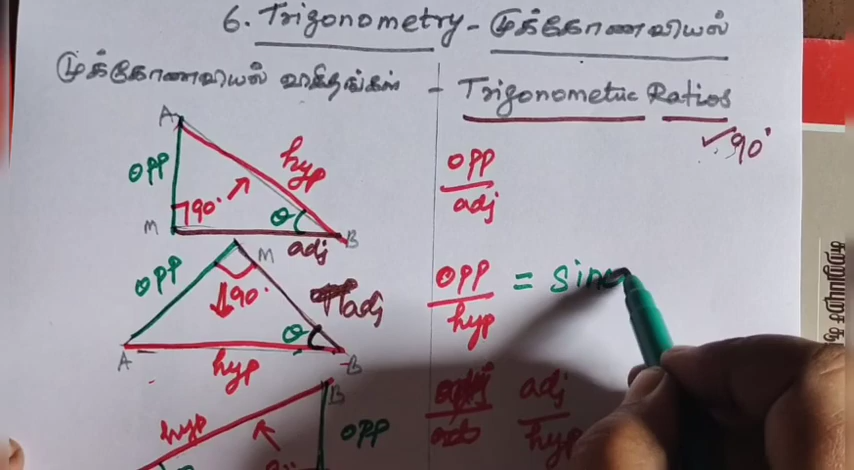 6. Trigonometry - முக்கோணவியல்
முக்கோணவியல் விகிதங்கள் - Trigonometric Ratios
✓ 90°
A
opp
hyp
90°
θ
M
adj
B
opp
adj
M
opp
90°
adj
θ
A
hyp
B
opp
hyp
= sin
B
hyp
opp
adj
hyp